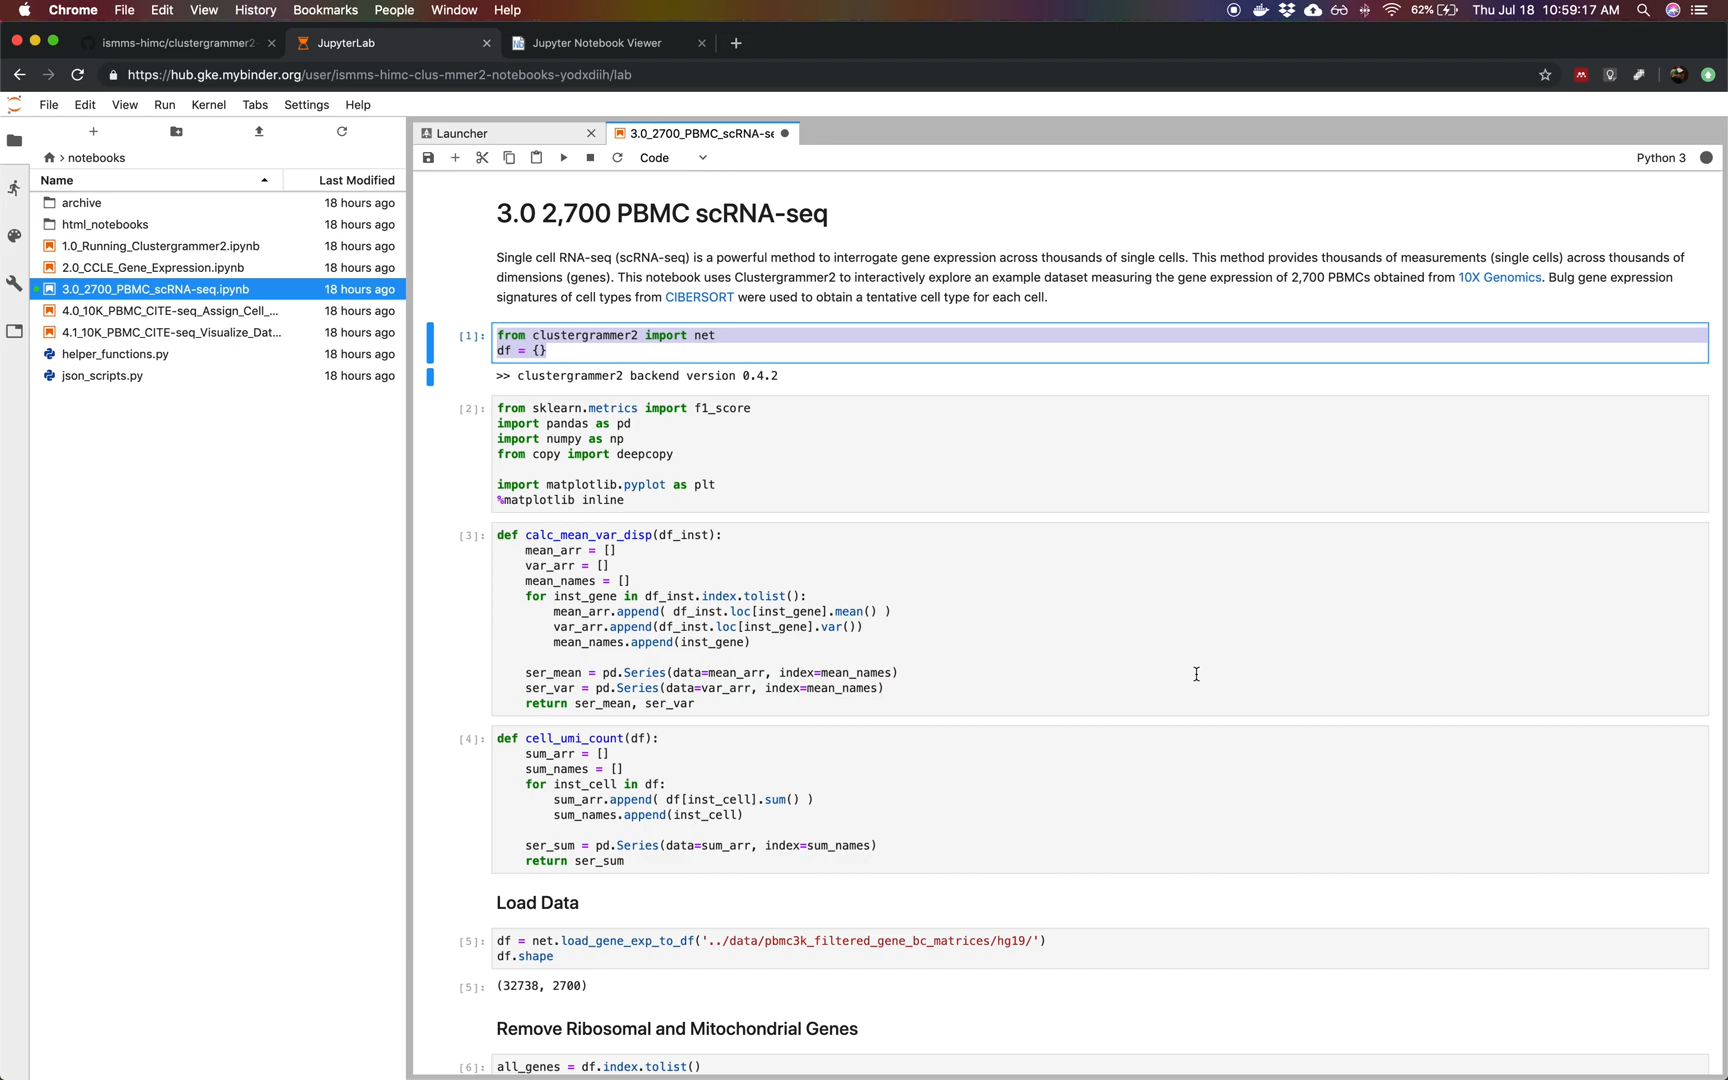 Chrome File Edit View History Bookmarks People Window Help 62% Thu Jul 18 10:59:17 AM
ismms-himc/clustergrammer2- JupyterLab Jupyter Notebook Viewer
https://hub.gke.mybinder.org/user/ismms-himc-clus-mmer2-notebooks-yodxdiih/lab
File Edit View Run Kernel Tabs Settings Help
Launcher 3.0_2700_PBMC_scRNA-se
Code Python 3
notebooks
Name Last Modified
archive 18 hours ago
html_notebooks 18 hours ago
1.0_Running_Clustergrammer2.ipynb 18 hours ago
2.0_CCLE_Gene_Expression.ipynb 18 hours ago
3.0_2700_PBMC_scRNA-seq.ipynb 18 hours ago
4.0_10K_PBMC_CITE-seq_Assign_Cell_... 18 hours ago
4.1_10K_PBMC_CITE-seq_Visualize_Dat... 18 hours ago
helper_functions.py 18 hours ago
json_scripts.py 18 hours ago
3.0 2,700 PBMC scRNA-seq
Single cell RNA-seq (scRNA-seq) is a powerful method to interrogate gene expression across thousands of single cells. This method provides thousands of measurements (single cells) across thousands of
dimensions (genes). This notebook uses Clustergrammer2 to interactively explore an example dataset measuring the gene expression of 2,700 PBMCs obtained from 10X Genomics. Bulg gene expression
signatures of cell types from CIBERSORT were used to obtain a tentative cell type for each cell.
[1]: from clustergrammer2 import net
df = {}
>> clustergrammer2 backend version 0.4.2
[2]: from sklearn.metrics import f1_score
import pandas as pd
import numpy as np
from copy import deepcopy
import matplotlib.pyplot as plt
%matplotlib inline
[3]: def calc_mean_var_disp(df_inst):
mean_arr = []
var_arr = []
mean_names = []
for inst_gene in df_inst.index.tolist():
mean_arr.append( df_inst.loc[inst_gene].mean() )
var_arr.append(df_inst.loc[inst_gene].var())
mean_names.append(inst_gene)
ser_mean = pd.Series(data=mean_arr, index=mean_names)
ser_var = pd.Series(data=var_arr, index=mean_names)
return ser_mean, ser_var
[4]: def cell_umi_count(df):
sum_arr = []
sum_names = []
for inst_cell in df:
sum_arr.append( df[inst_cell].sum() )
sum_names.append(inst_cell)
ser_sum = pd.Series(data=sum_arr, index=sum_names)
return ser_sum
Load Data
[5]: df = net.load_gene_exp_to_df('../data/pbmc3k_filtered_gene_bc_matrices/hg19/')
df.shape
[5]: (32738, 2700)
Remove Ribosomal and Mitochondrial Genes
[6]: all_genes = df.index.tolist()